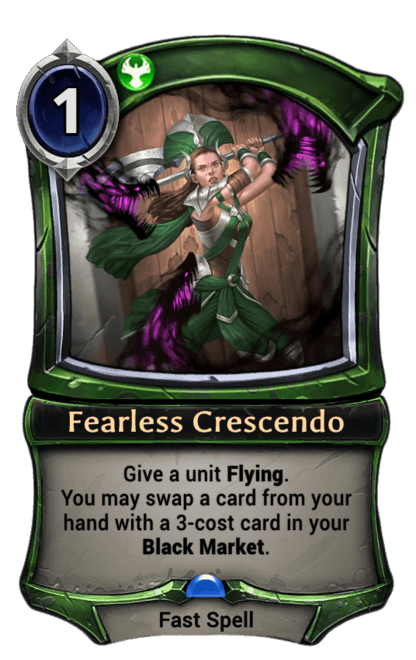 1
Fearless Crescendo
Give a unit Flying.
You may swap a card from your
hand with a 3-cost card in your
Black Market.
Fast Spell